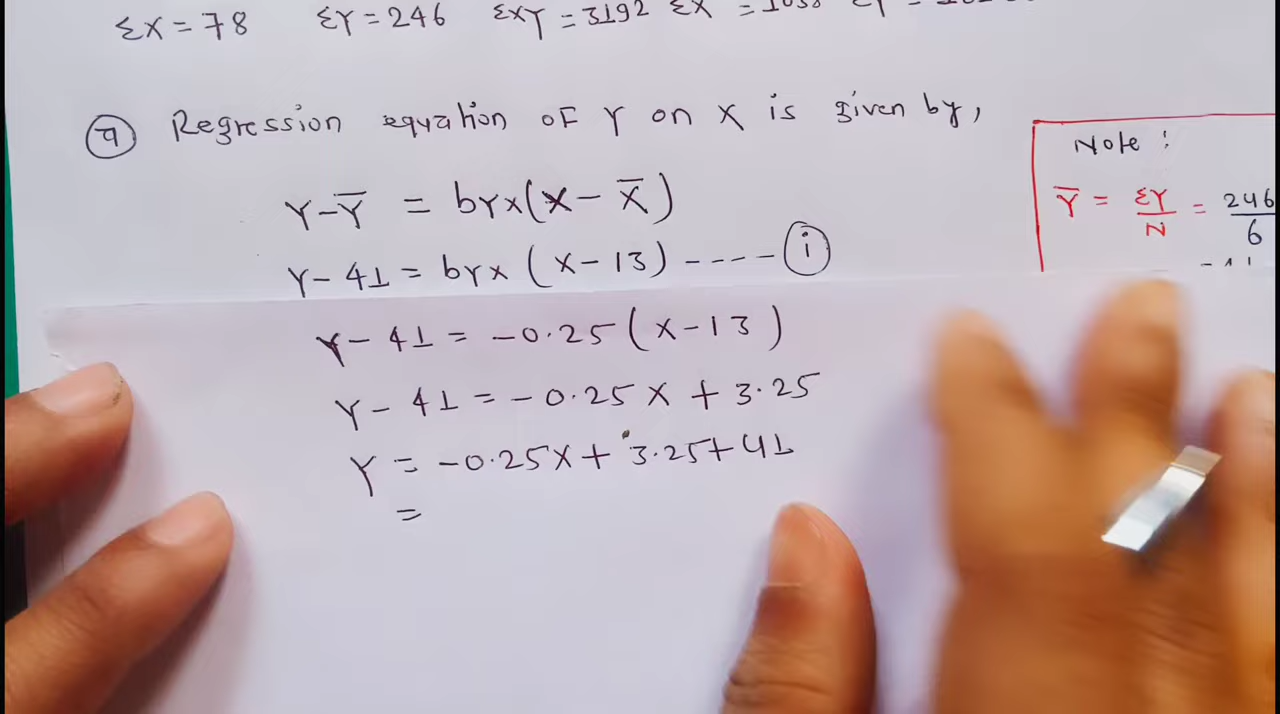 ΣX = 78 ΣY = 246 ΣXY = 3192 ΣX
(a) Regression equation of Y on X is given by,
Y - Ȳ = bYX(X - X̄)
Y - 41 = bYX (X - 13) ---- (i)
Y - 41 = -0.25 (X - 13)
Y - 41 = -0.25X + 3.25
Y = -0.25X + 3.25 + 41
=
Note :
Ȳ = ΣY/N = 246/6